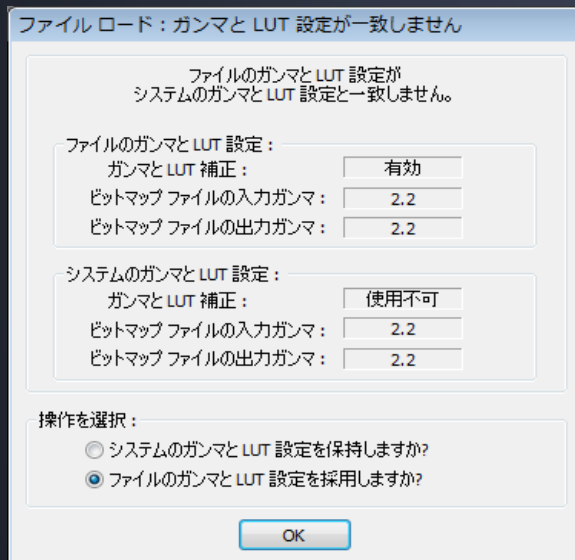 ファイル ロード：ガンマと LUT 設定が一致しません
ファイルのガンマと LUT 設定が
システムのガンマと LUT 設定と一致しません。
ファイルのガンマと LUT 設定：
ガンマと LUT 補正： 有効
ビットマップ ファイルの入力ガンマ： 2.2
ビットマップ ファイルの出力ガンマ： 2.2
システムのガンマと LUT 設定：
ガンマと LUT 補正： 使用不可
ビットマップ ファイルの入力ガンマ： 2.2
ビットマップ ファイルの出力ガンマ： 2.2
操作を選択：
システムのガンマと LUT 設定を保持しますか?
ファイルのガンマと LUT 設定を採用しますか?
OK